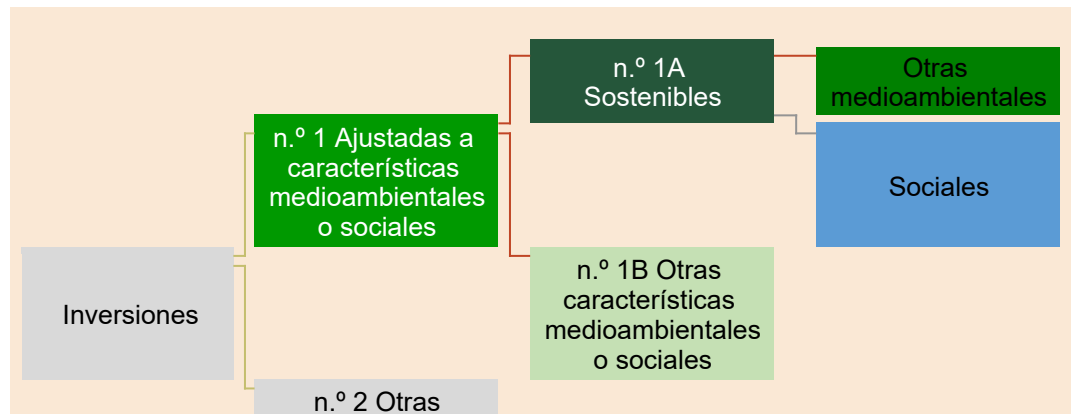 n.º 1A
Sostenibles
Otras
medioambientales
n.º 1 Ajustadas a
características
medioambientales
o sociales
Sociales
Inversiones
n.º 1B Otras
características
medioambientales
o sociales
n.º 2 Otras